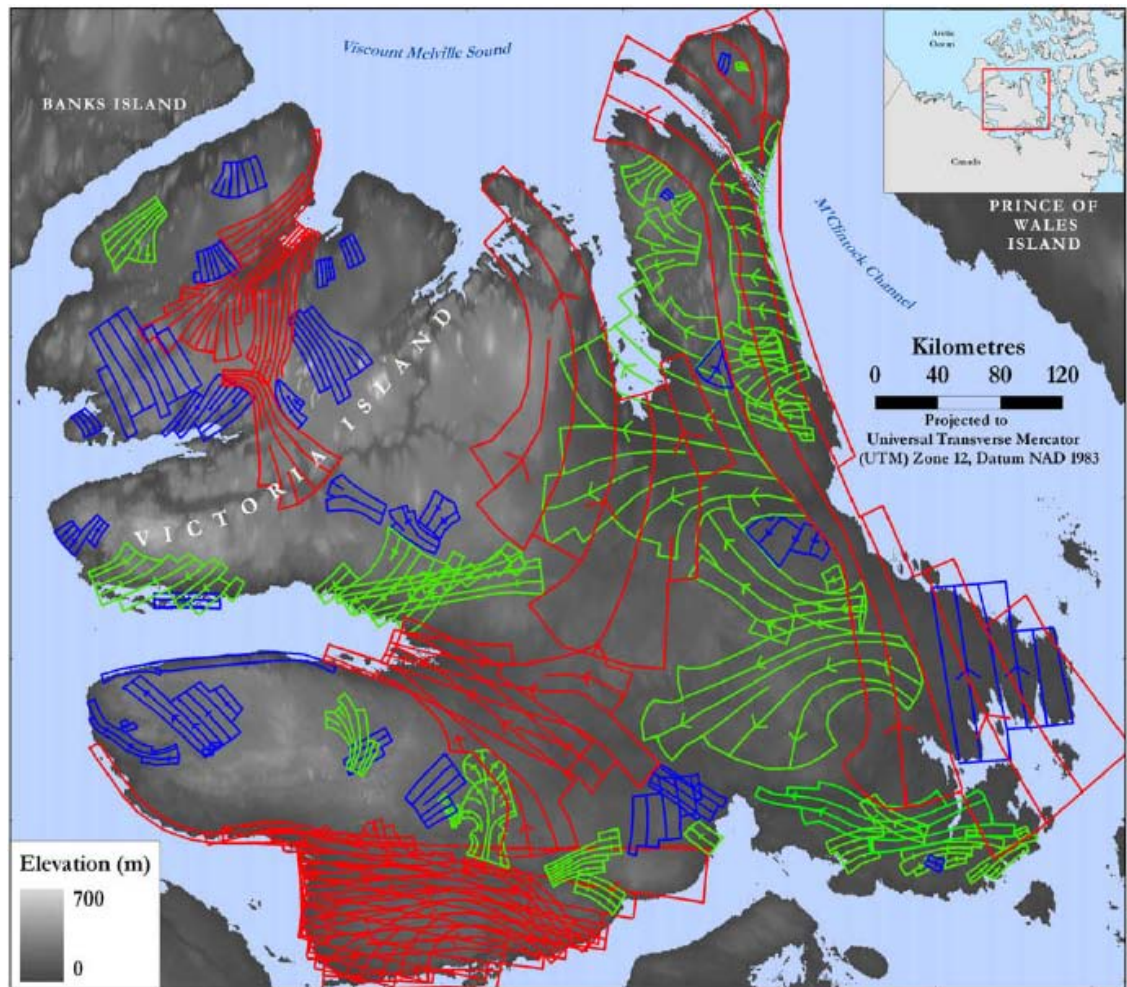 Viscount Melville Sound
BANKS ISLAND
Arctic
Ocean
Canada
PRINCE OF
WALES
ISLAND
M'Clintock Channel
Kilometres
0 40 80 120
Projected to
Universal Transverse Mercator
(UTM) Zone 12, Datum NAD 1983
VICTORIA ISLAND
Elevation (m)
700
0